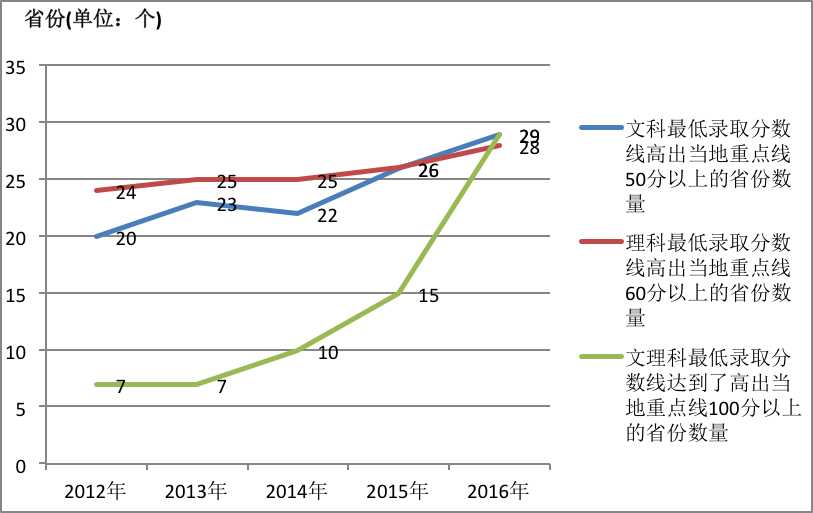 省份(单位：个)
35
30
25
20
15
10
5
0
24
25
25
26
28
20
23
22
26
29
7
7
10
15
29
2012年
2013年
2014年
2015年
2016年
文科最低录取分数
线高出当地重点线
50分以上的省份数
量
理科最低录取分数
线高出当地重点线
60分以上的省份数
量
文理科最低录取分
数线达到了高出当
地重点线100分以上
的省份数量